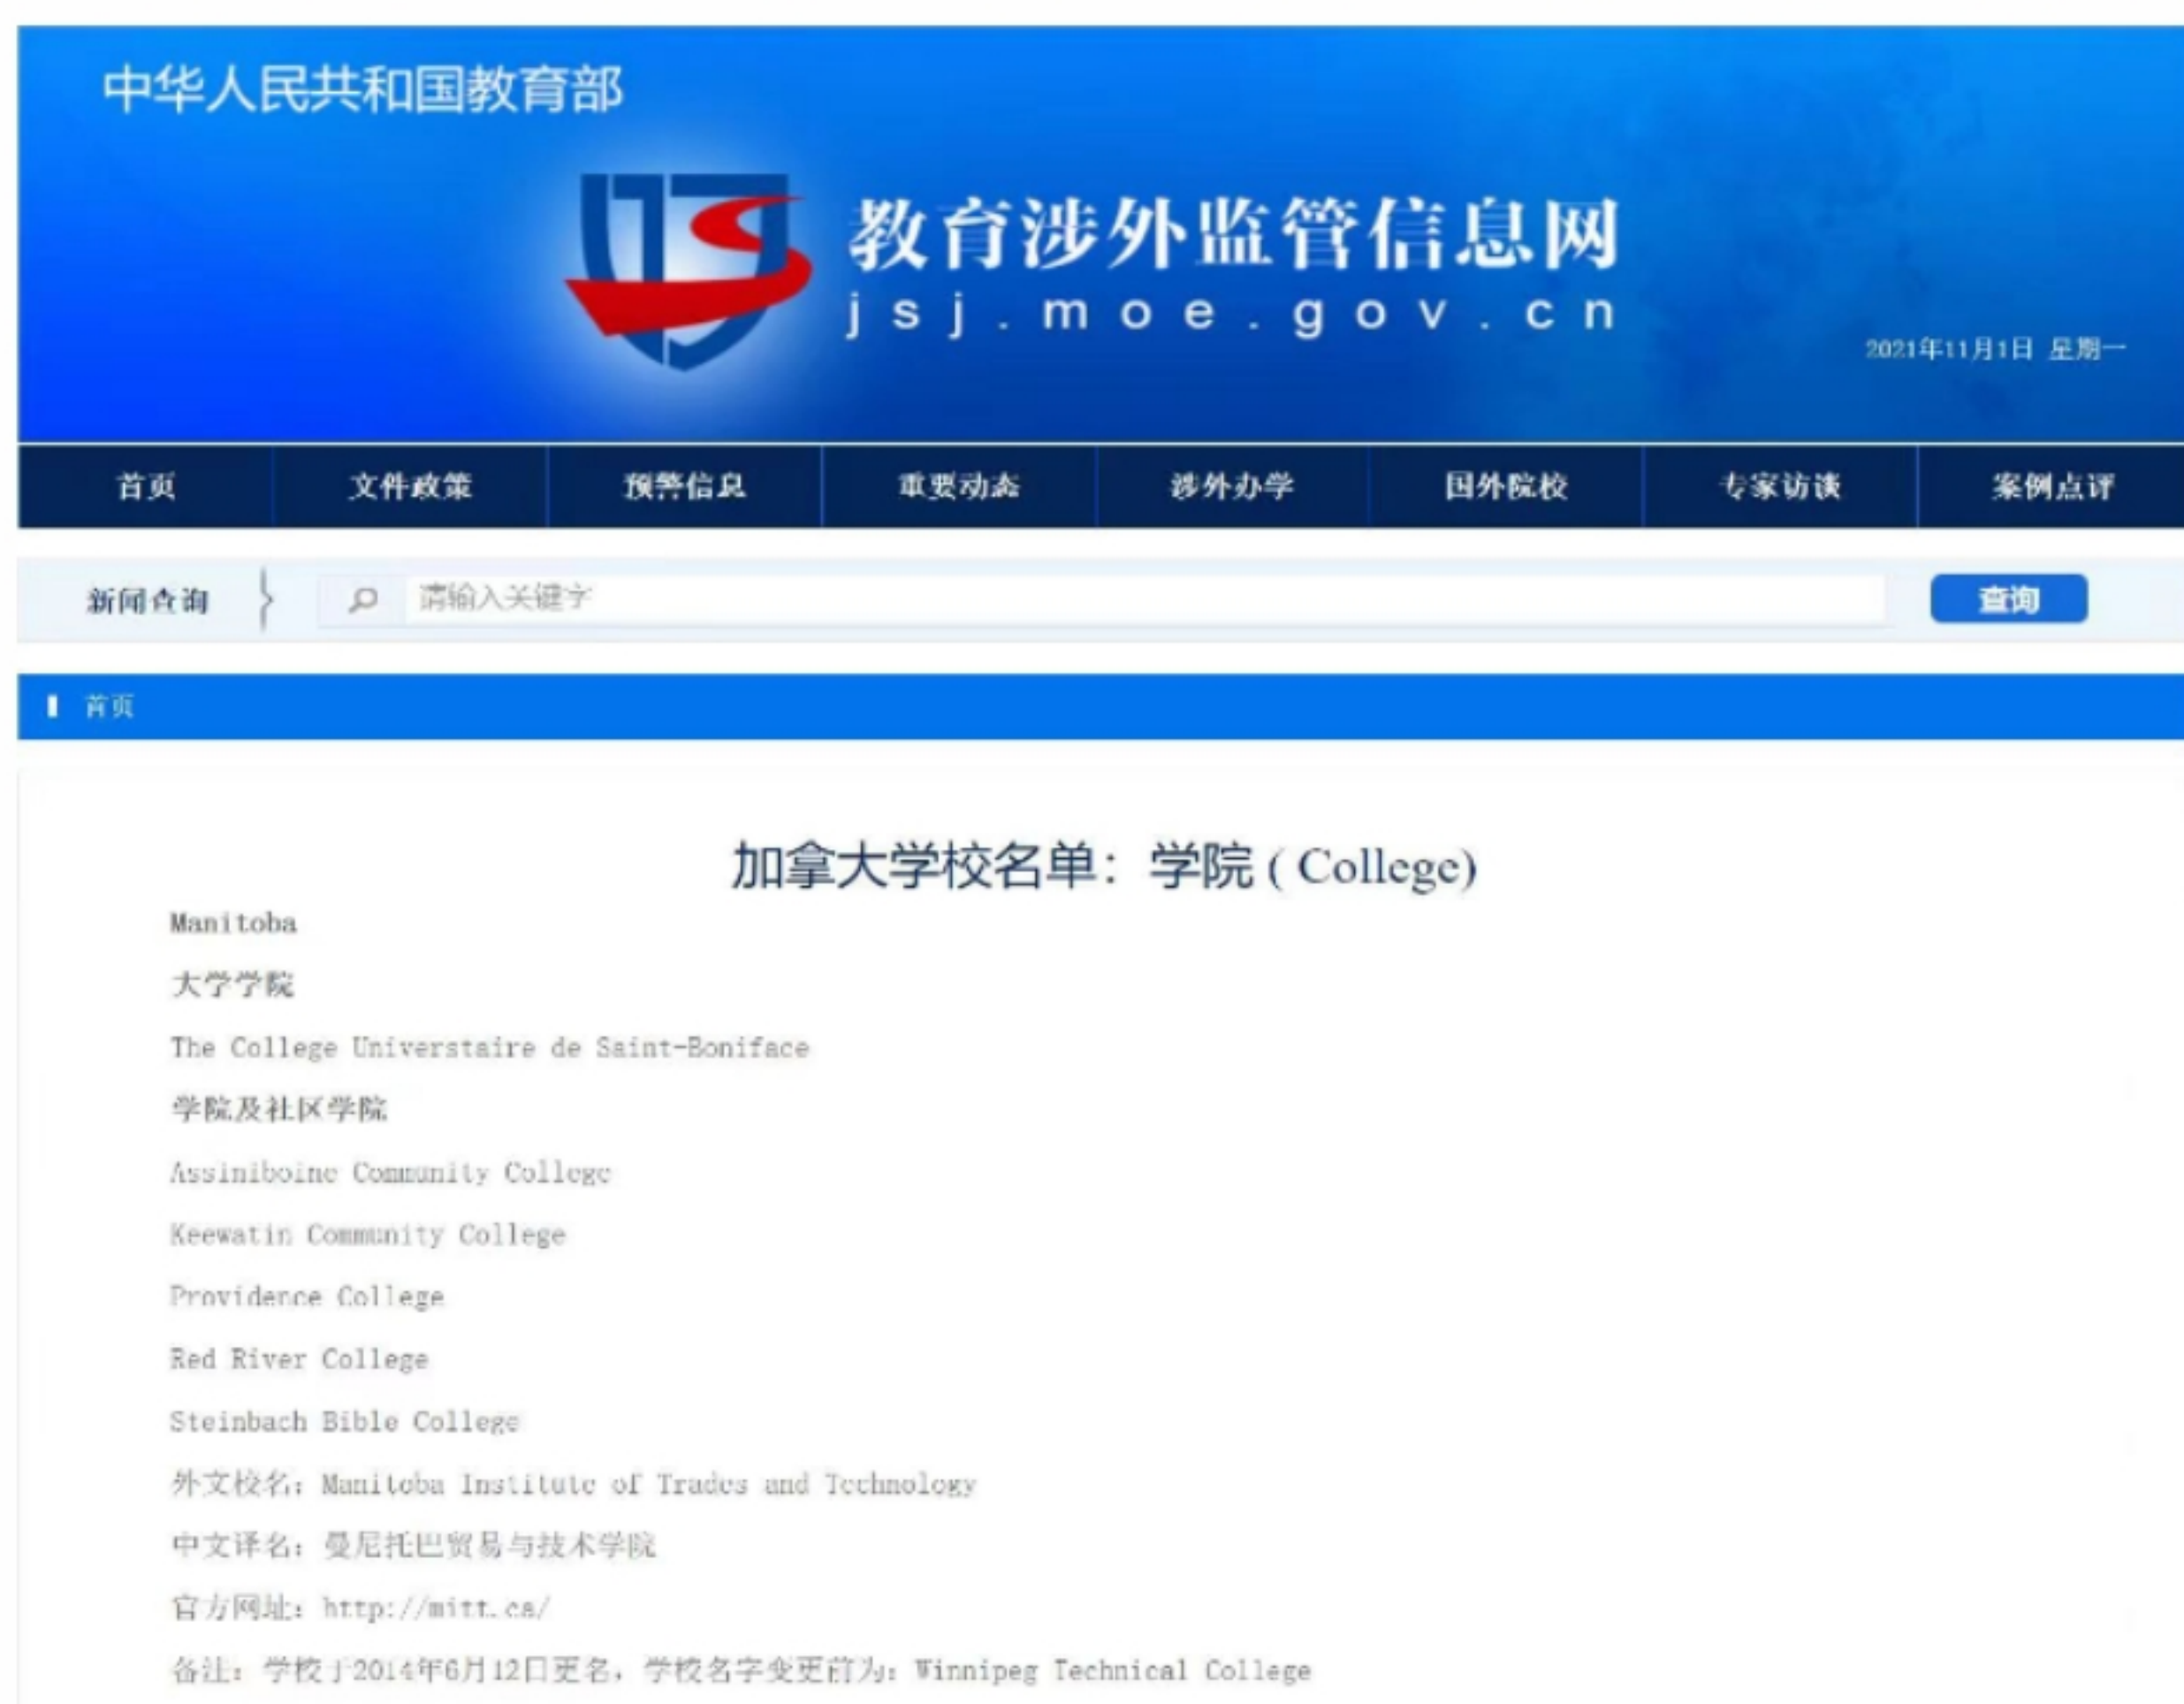 中华人民共和国教育部
教育涉外监管信息网
jsj.moe.gov.cn
2021年11月1日 星期一
首页 文件政策 预警信息 重要动态 涉外办学 国外院校 专家访谈 案例点评
新闻查询 请输入关键字 查询
首页
加拿大学校名单：学院 ( College)
Manitoba
大学学院
The College Universtaire de Saint-Boniface
学院及社区学院
Assiniboine Community College
Keewatin Community College
Providence College
Red River College
Steinbach Bible College
外文校名：Manitoba Institute of Trades and Technology
中文译名：曼尼托巴贸易与技术学院
官方网址：http://mitt.ca/
备注：学校于2014年6月12日更名，学校名字变更前为：Winnipeg Technical College